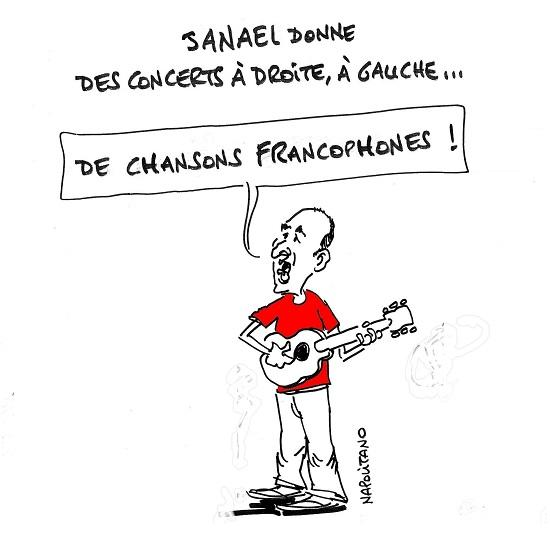 SANAEL DONNE
DES CONCERTS À DROITE, À GAUCHE...
DE CHANSONS FRANCOPHONES !
NAPOLITANO